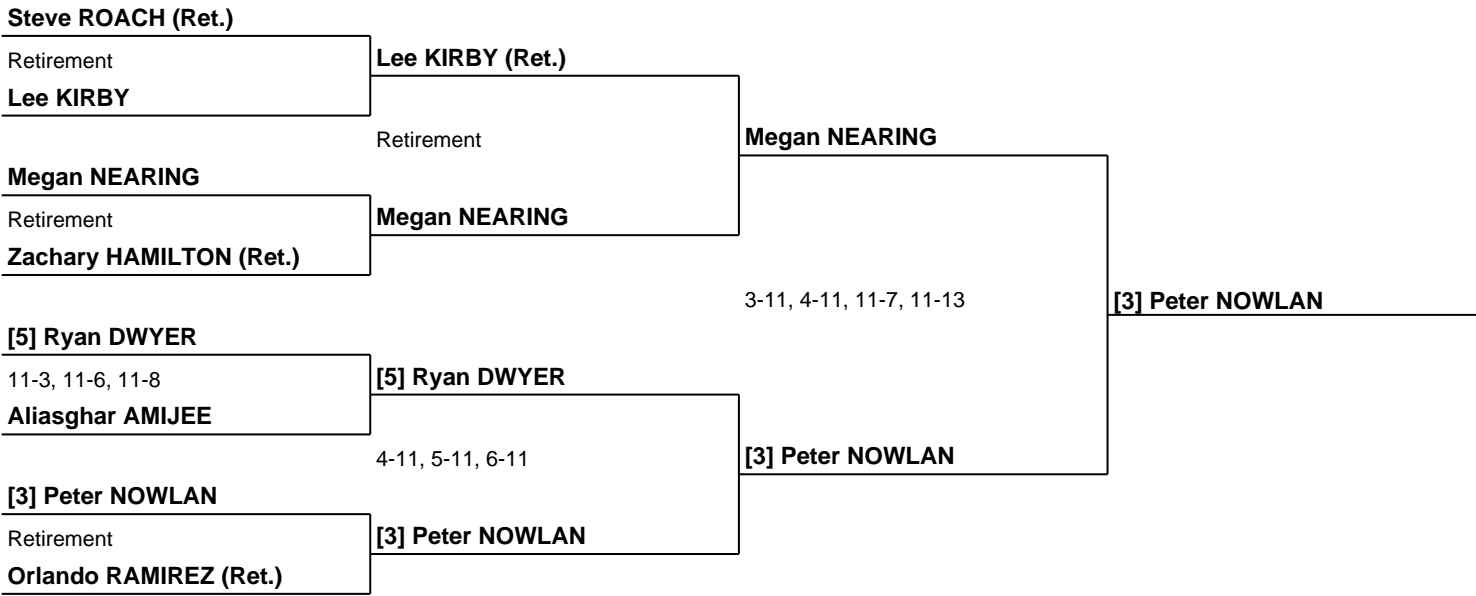 Steve ROACH (Ret.)
Retirement
Lee KIRBY (Ret.)
Lee KIRBY
Retirement
Megan NEARING
Megan NEARING
Retirement
Megan NEARING
Zachary HAMILTON (Ret.)
3-11, 4-11, 11-7, 11-13
[3] Peter NOWLAN
[5] Ryan DWYER
11-3, 11-6, 11-8
[5] Ryan DWYER
Aliasghar AMIJEE
4-11, 5-11, 6-11
[3] Peter NOWLAN
[3] Peter NOWLAN
Retirement
[3] Peter NOWLAN
Orlando RAMIREZ (Ret.)